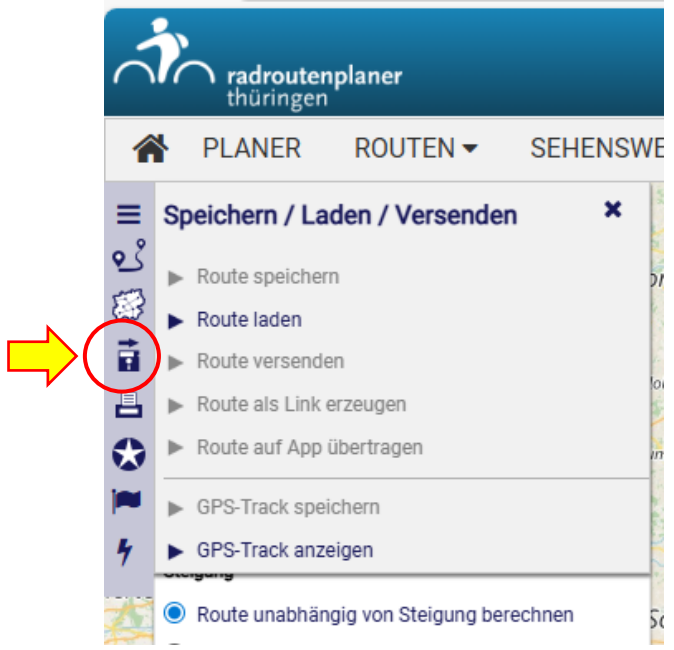 radroutenplaner
thüringen
PLANER ROUTEN SEHENSWE
Speichern / Laden / Versenden
Route speichern
Route laden
Route versenden
Route als Link erzeugen
Route auf App übertragen
GPS-Track speichern
GPS-Track anzeigen
Steigung
Route unabhängig von Steigung berechnen